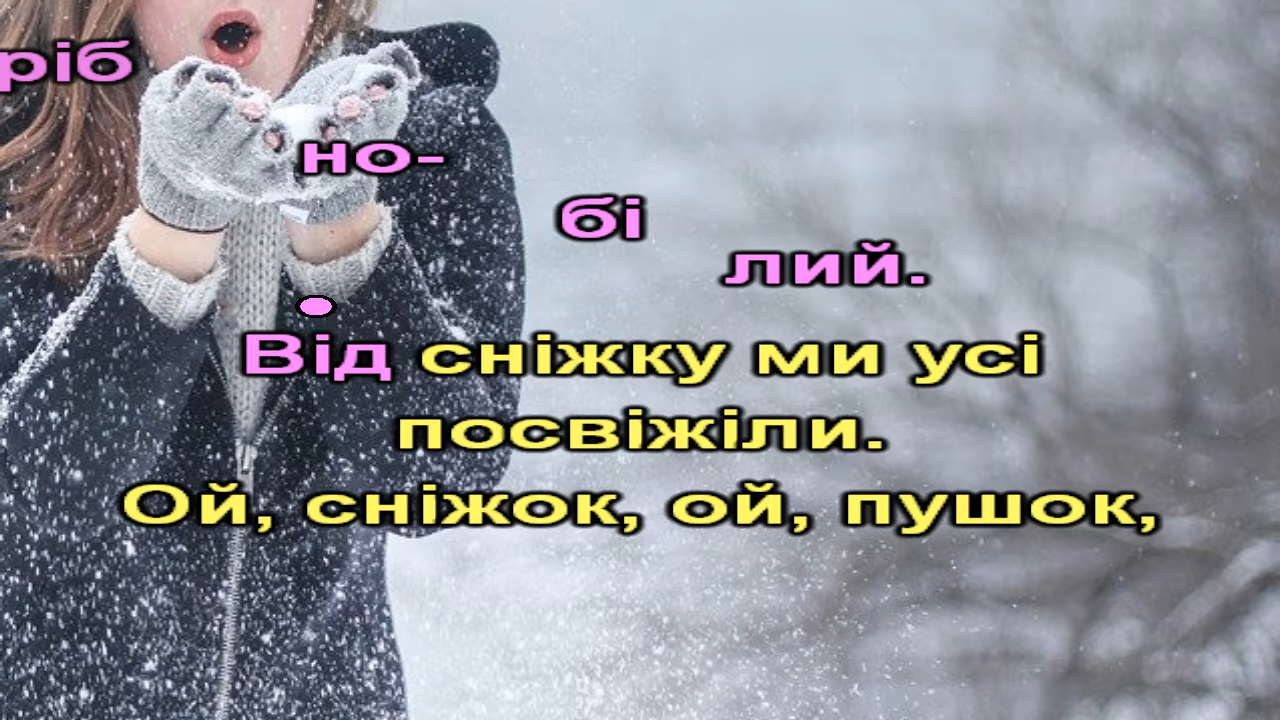 ріб
но-
бі
лий.
Від сніжку ми усі
посвіжіли.
Ой, сніжок, ой, пушок,